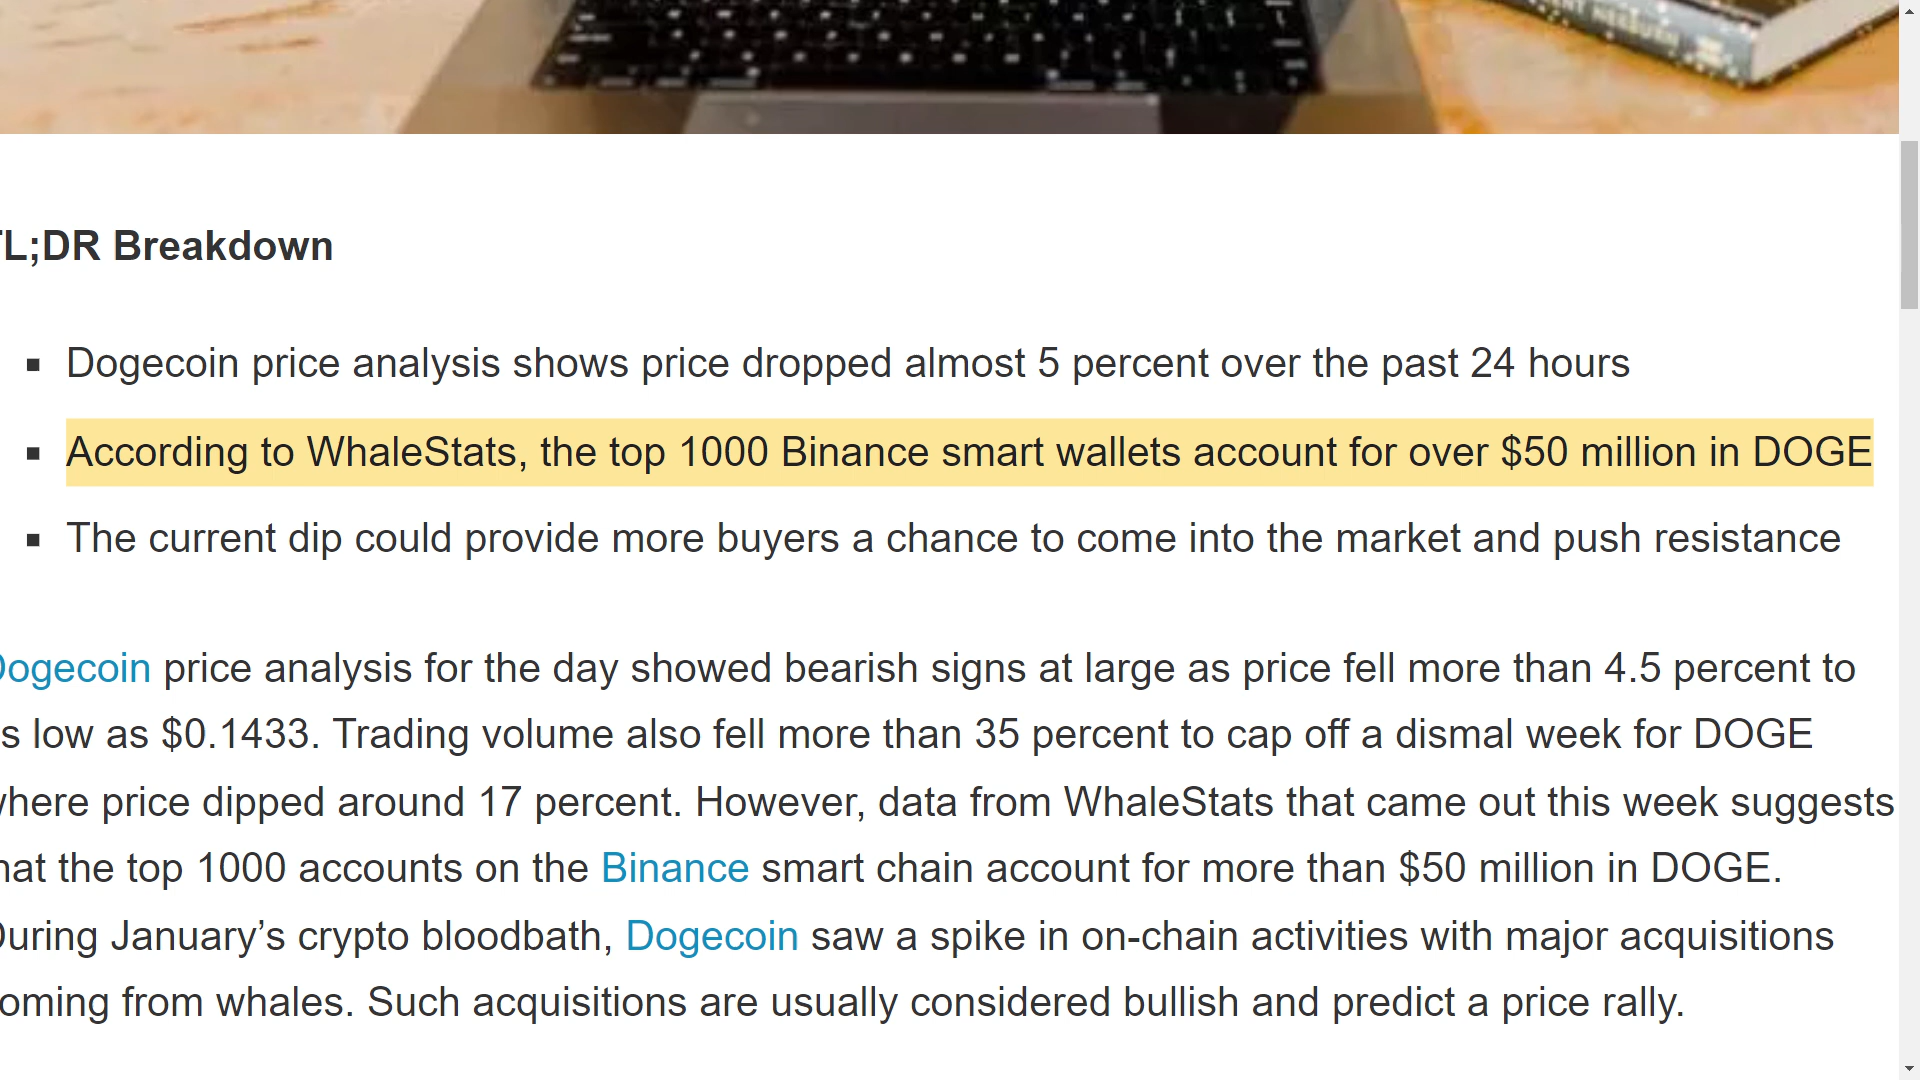 TL;DR Breakdown
Dogecoin price analysis shows price dropped almost 5 percent over the past 24 hours
According to WhaleStats, the top 1000 Binance smart wallets account for over $50 million in DOGE
The current dip could provide more buyers a chance to come into the market and push resistance
Dogecoin price analysis for the day showed bearish signs at large as price fell more than 4.5 percent to
s low as $0.1433. Trading volume also fell more than 35 percent to cap off a dismal week for DOGE
where price dipped around 17 percent. However, data from WhaleStats that came out this week suggests
hat the top 1000 accounts on the Binance smart chain account for more than $50 million in DOGE.
During January’s crypto bloodbath, Dogecoin saw a spike in on-chain activities with major acquisitions
oming from whales. Such acquisitions are usually considered bullish and predict a price rally.